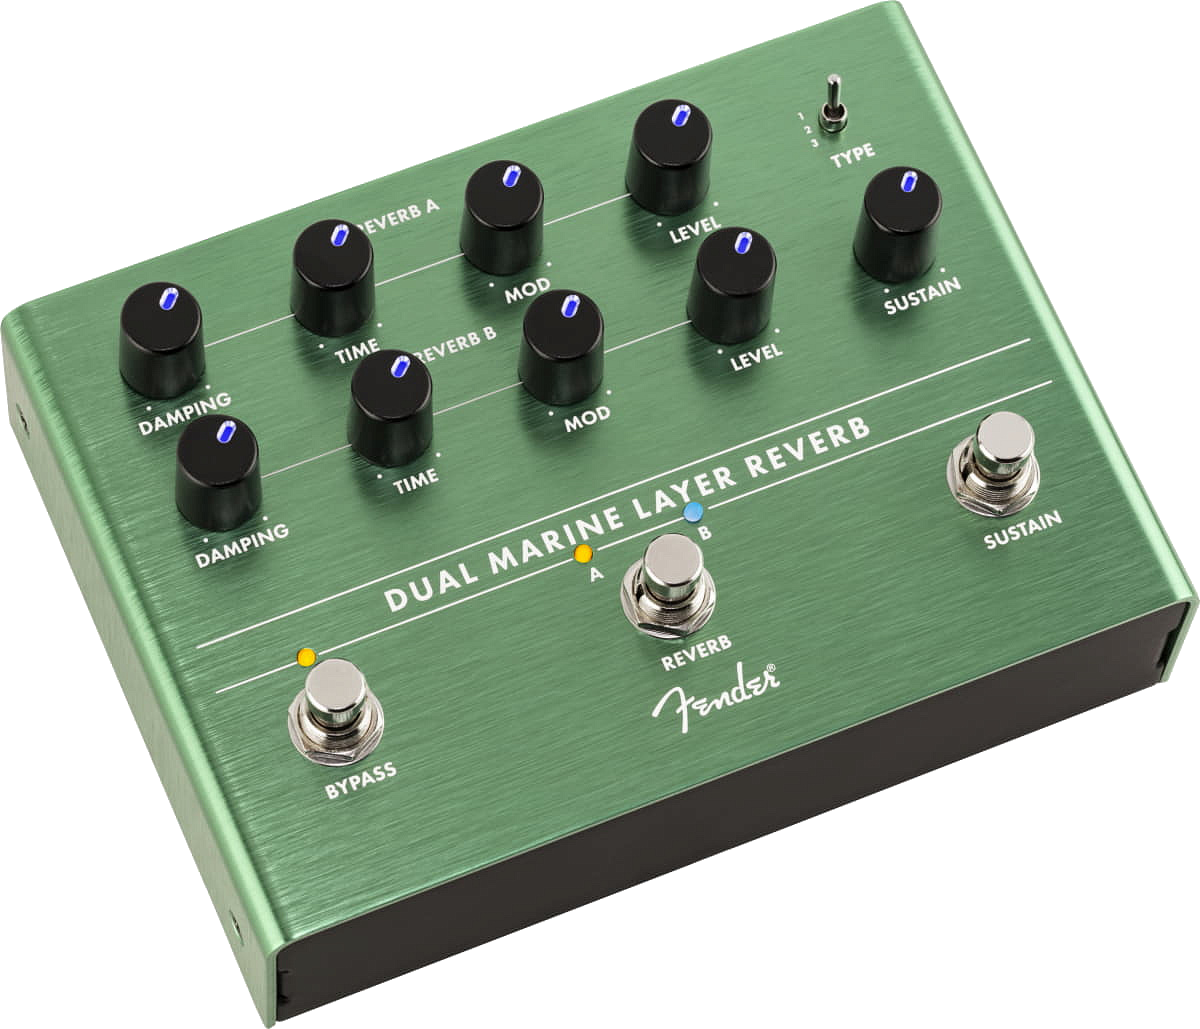 1
2
3
TYPE
REVERB A
LEVEL
MOD
TIME
DAMPING
SUSTAIN
REVERB B
LEVEL
MOD
TIME
DAMPING
DUAL MARINE LAYER REVERB
A
B
SUSTAIN
REVERB
BYPASS
Fender®